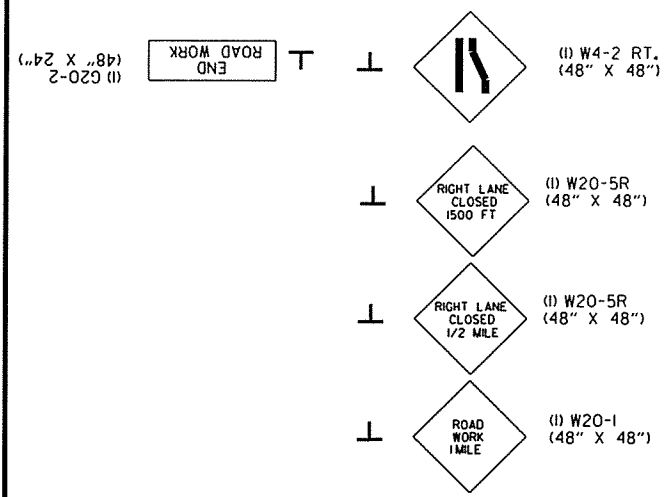 (1) G20-2
(48" X 24")
END
ROAD WORK
(1) W4-2 RT.
(48" X 48")
RIGHT LANE
CLOSED
1500 FT
(1) W20-5R
(48" X 48")
RIGHT LANE
CLOSED
1/2 MILE
(1) W20-5R
(48" X 48")
ROAD
WORK
1 MILE
(1) W20-1
(48" X 48")